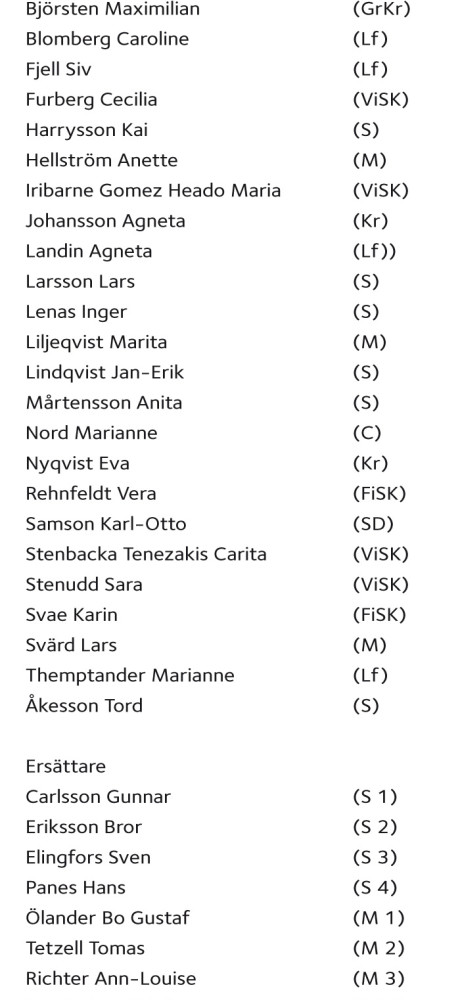 Björsten Maximilian (GrKr)
Blomberg Caroline (Lf)
Fjell Siv (Lf)
Furberg Cecilia (ViSK)
Harrysson Kai (S)
Hellström Anette (M)
Iribarne Gomez Heado Maria (ViSK)
Johansson Agneta (Kr)
Landin Agneta (Lf))
Larsson Lars (S)
Lenas Inger (S)
Liljeqvist Marita (M)
Lindqvist Jan-Erik (S)
Mårtensson Anita (S)
Nord Marianne (C)
Nyqvist Eva (Kr)
Rehnfeldt Vera (FiSK)
Samson Karl-Otto (SD)
Stenbacka Tenezakis Carita (ViSK)
Stenudd Sara (ViSK)
Svae Karin (FiSK)
Svärd Lars (M)
Themptander Marianne (Lf)
Åkesson Tord (S)
Ersättare
Carlsson Gunnar (S 1)
Eriksson Bror (S 2)
Elingfors Sven (S 3)
Panes Hans (S 4)
Ölander Bo Gustaf (M 1)
Tetzell Tomas (M 2)
Richter Ann-Louise (M 3)